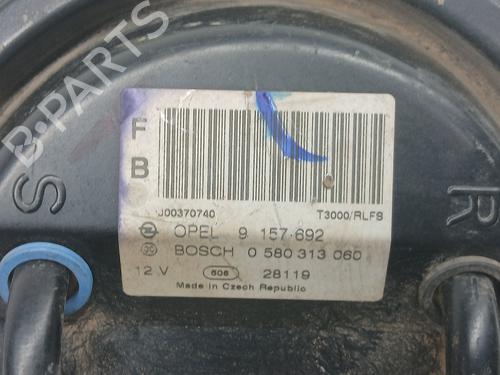 B-PARTS
F
B
J00370740 T3000/RLFS
OPEL 9 157-692
BOSCH 0 580 313 060
12 V 506 28119
Made in Czech Republic
S
R